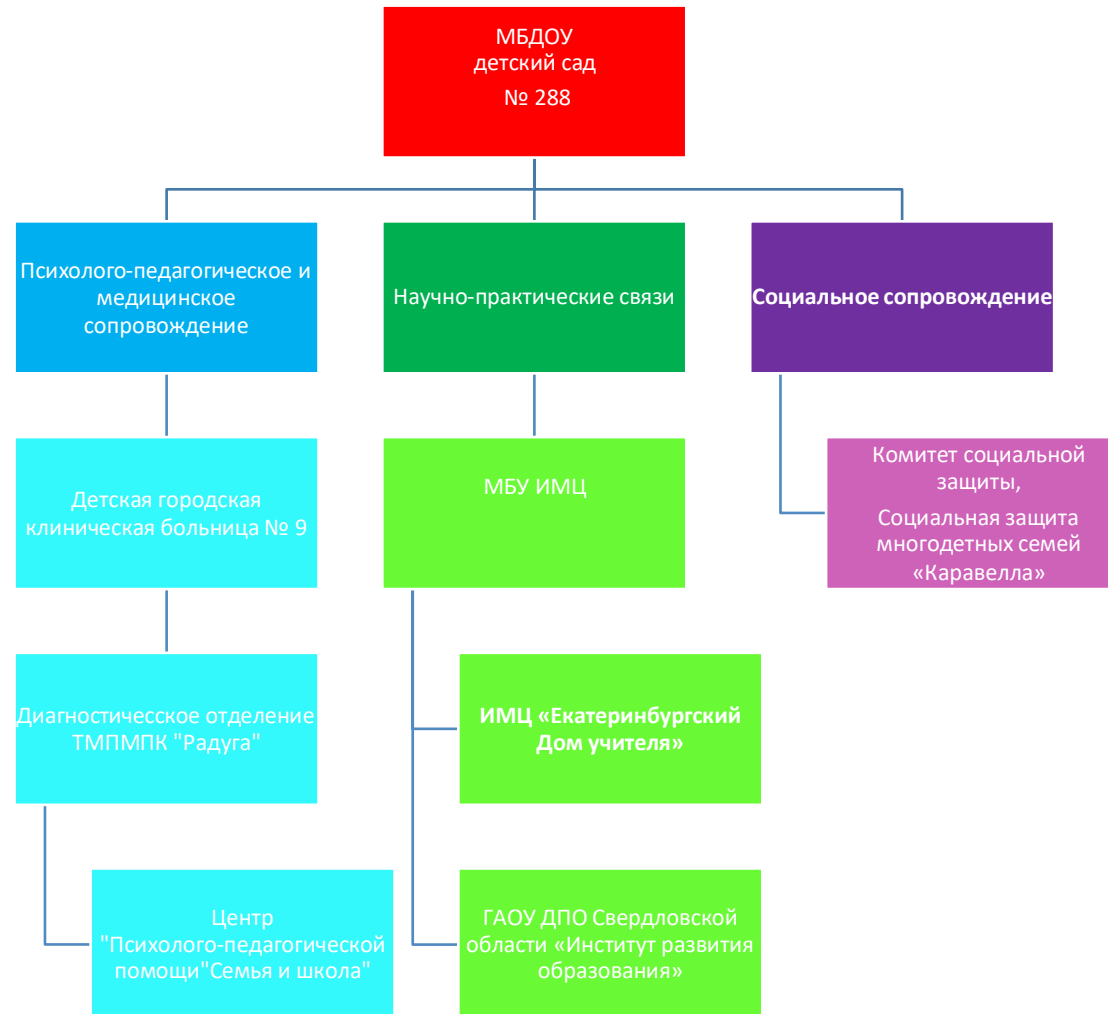 МБДОУ
детский сад
№ 288
Психолого-педагогическое и
медицинское
сопровождение
Научно-практические связи
Социальное сопровождение
Детская городская
клиническая больница № 9
МБУ ИМЦ
Комитет социальной
защиты,
Социальная защита
многодетных семей
«Каравелла»
Диагностичесское отделение
ТМПМПК "Радуга"
ИМЦ «Екатеринбургский
Дом учителя»
Центр
"Психолого-педагогической
помощи"Семья и школа"
ГАОУ ДПО Свердловской
области «Институт развития
образования»